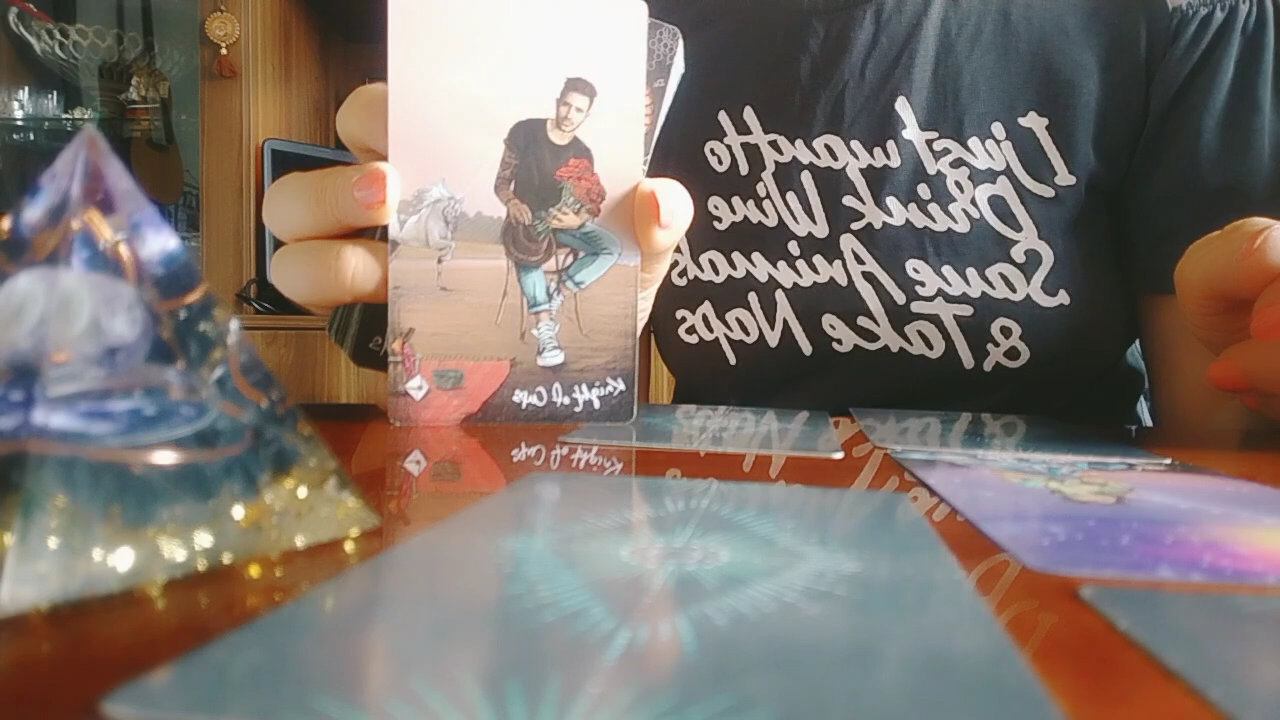 I just want to
Drink Wine
Save Animals
& Take Naps
Knight of Cups